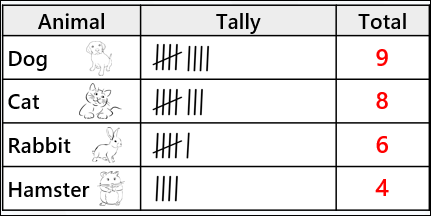 Animal Tally Total
Dog 9
Cat 8
Rabbit 6
Hamster 4